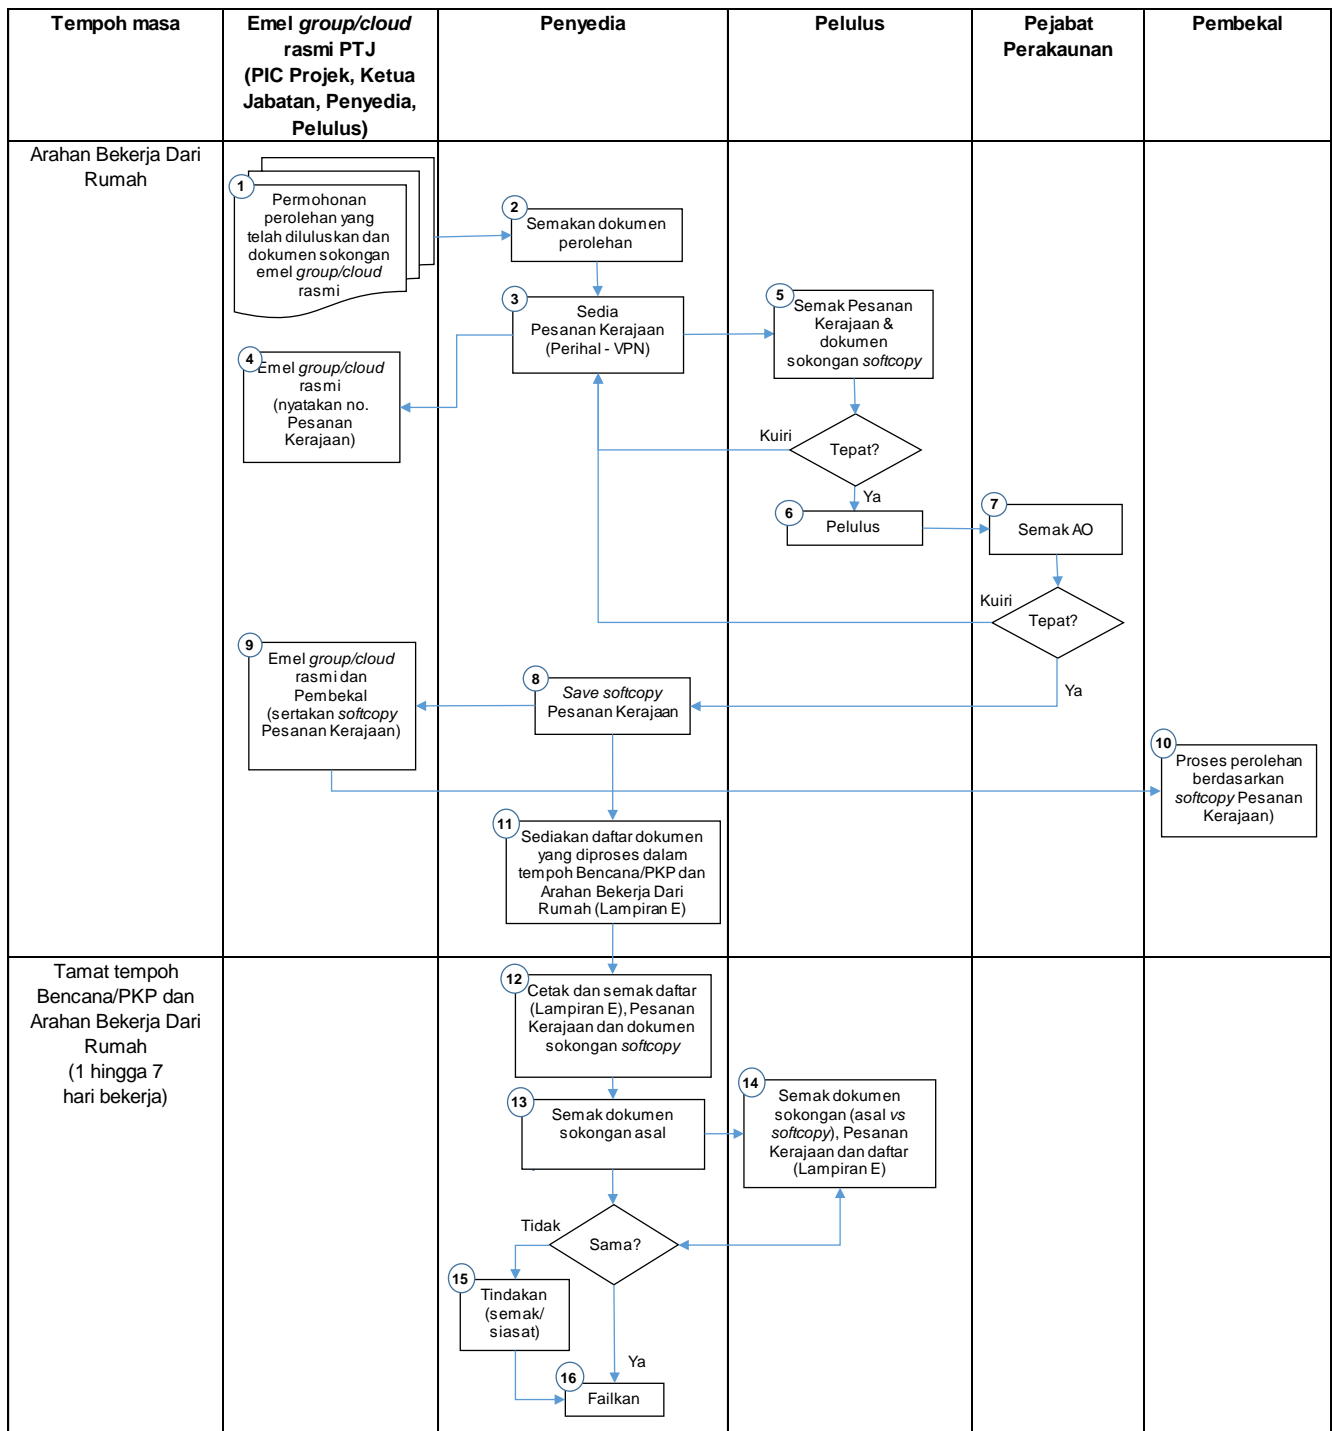 Tempoh masa
Emel group/cloud
rasmi PTJ
(PIC Projek, Ketua
Jabatan, Penyedia,
Pelulus)
Penyedia
Pelulus
Pejabat
Perakaunan
Pembekal
Arahan Bekerja Dari
Rumah
1
Permohonan
perolehan yang
telah diluluskan dan
dokumen sokongan
emel group/cloud
rasmi
2
Semakan dokumen
perolehan
3
Sedia
Pesanan Kerajaan
(Perihal - VPN)
4
Emel group/cloud
rasmi
(nyatakan no.
Pesanan
Kerajaan)
5
Semak Pesanan
Kerajaan &
dokumen
sokongan softcopy
Kuiri
Tepat?
Ya
6
Pelulus
7
Semak AO
Kuiri
Tepat?
Ya
8
Save softcopy
Pesanan Kerajaan
9
Emel group/cloud
rasmi dan
Pembekal
(sertakan softcopy
Pesanan Kerajaan)
10
Proses perolehan
berdasarkan
softcopy Pesanan
Kerajaan)
11
Sediakan daftar dokumen
yang diproses dalam
tempoh Bencana/PKP dan
Arahan Bekerja Dari
Rumah (Lampiran E)
Tamat tempoh
Bencana/PKP dan
Arahan Bekerja Dari
Rumah
(1 hingga 7
hari bekerja)
12
Cetak dan semak daftar
(Lampiran E), Pesanan
Kerajaan dan dokumen
sokongan softcopy
13
Semak dokumen
sokongan asal
14
Semak dokumen
sokongan (asal vs
softcopy), Pesanan
Kerajaan dan daftar
(Lampiran E)
Tidak
Sama?
15
Tindakan
(semak/
siasat)
Ya
16
Failkan